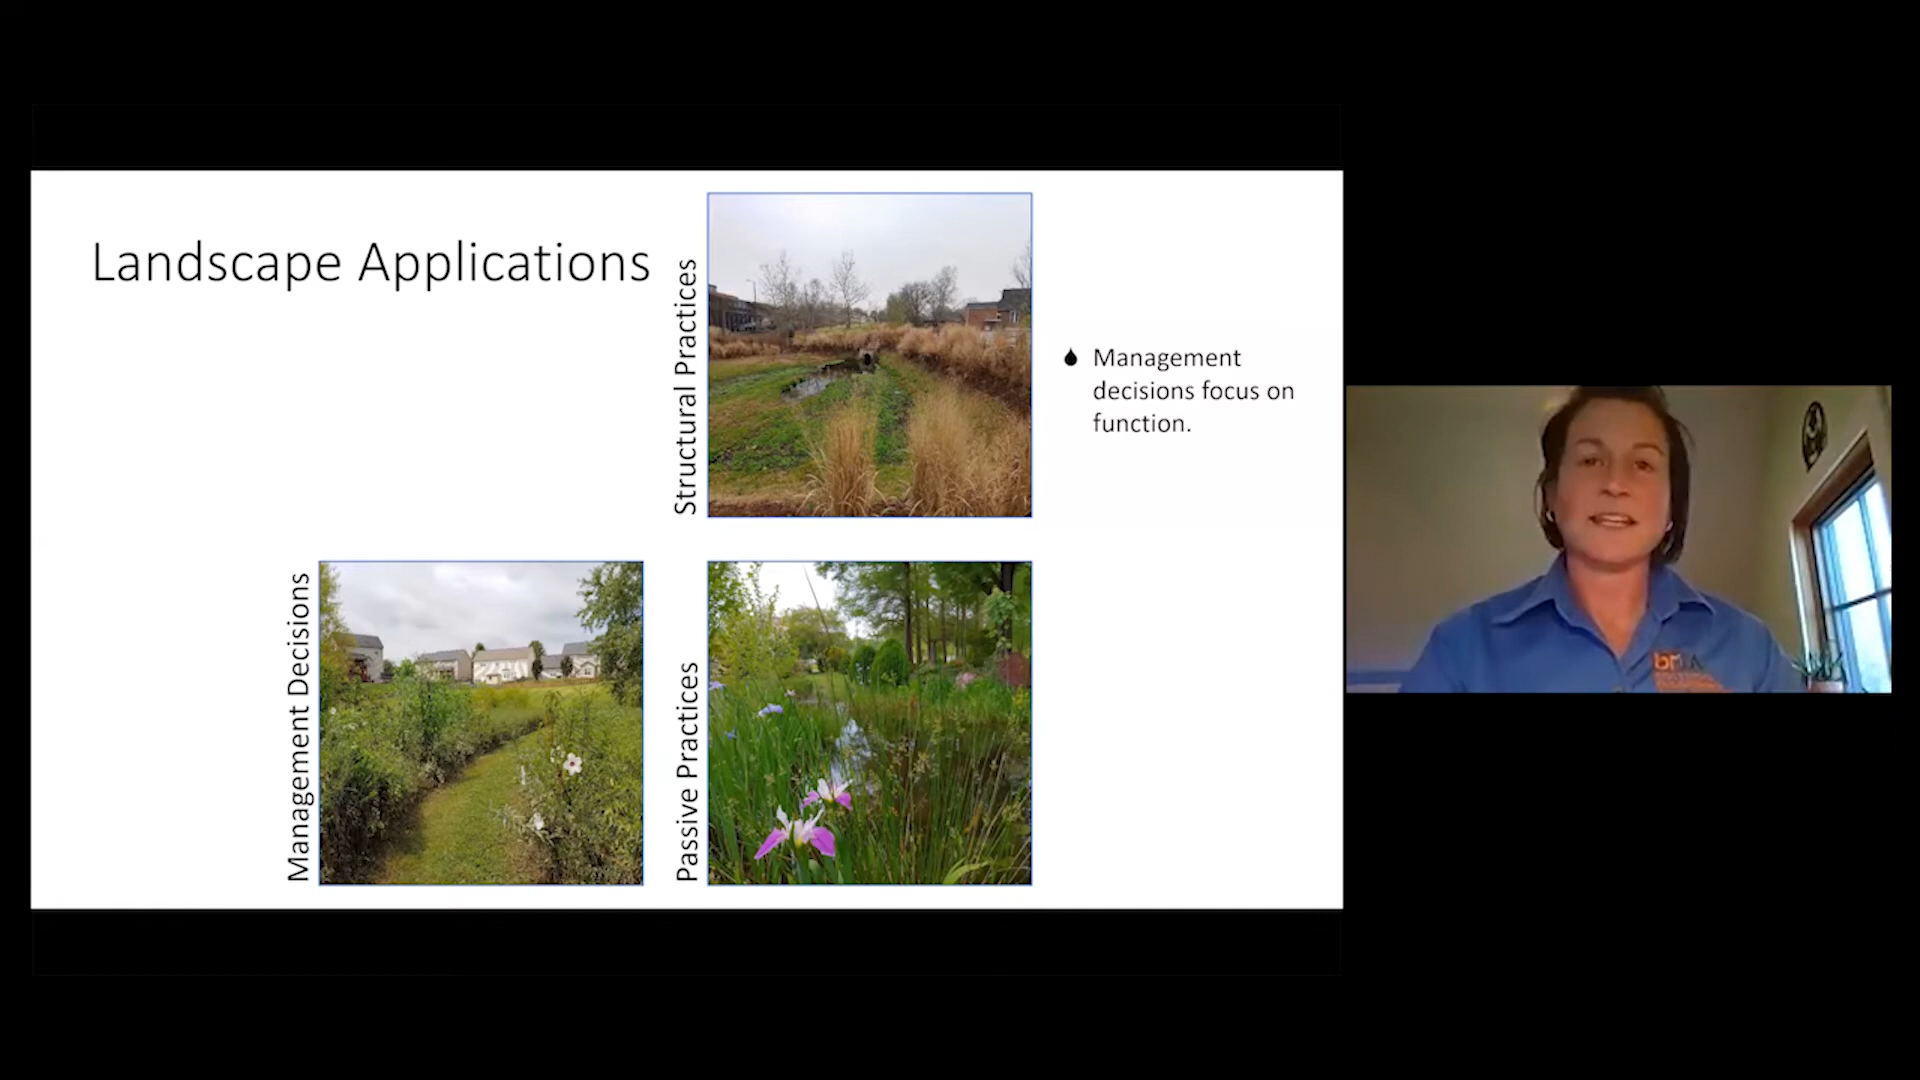 Landscape Applications
Structural Practices
Management
decisions focus on
function.
Management Decisions
Passive Practices